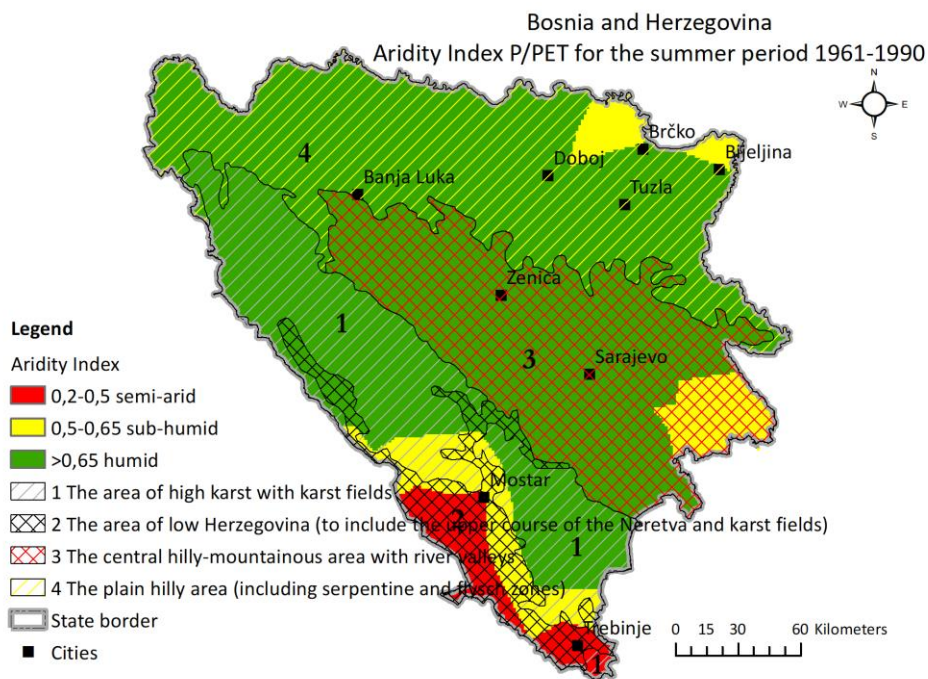 Bosnia and Herzegovina
Aridity Index P/PET for the summer period 1961-1990
N
W E
S
Brčko
4
Doboj
Bijeljina
Banja Luka
Tuzla
Zenica
1
3
Sarajevo
Mostar
2
1
Trebinje
1
Legend
Aridity Index
0,2-0,5 semi-arid
0,5-0,65 sub-humid
>0,65 humid
1 The area of high karst with karst fields
2 The area of low Herzegovina (to include the upper course of the Neretva and karst fields)
3 The central hilly-mountainous area with river valleys
4 The plain hilly area (including serpentine and flysch zones)
State border
Cities
0 15 30 60 Kilometers